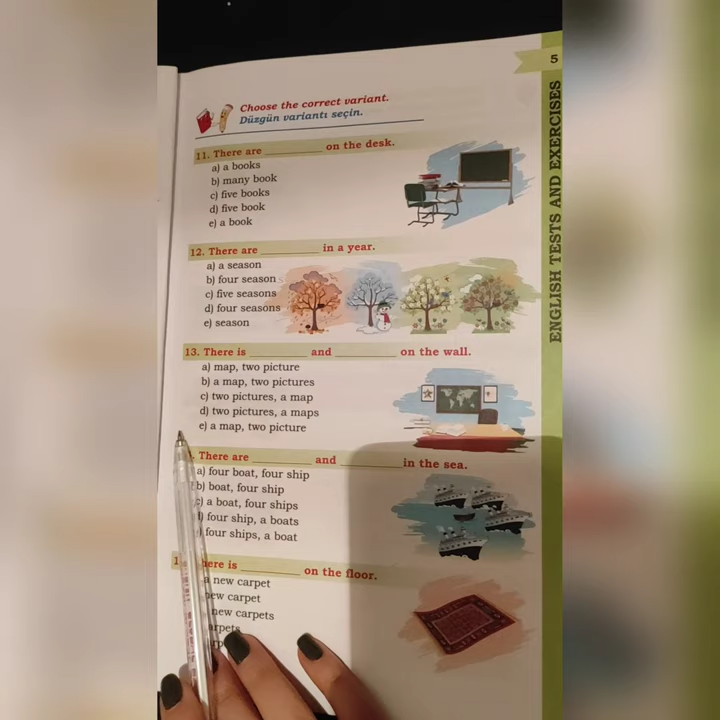 5
ENGLISH TESTS AND EXERCISES
Choose the correct variant.
Düzgün variantı seçin.
11. There are __________ on the desk.
a) a books
b) many book
c) five books
d) five book
e) a book
12. There are __________ in a year.
a) a season
b) four season
c) five seasons
d) four seasons
e) season
13. There is __________ and __________ on the wall.
a) map, two picture
b) a map, two pictures
c) two pictures, a map
d) two pictures, a maps
e) a map, two picture
. There are __________ and __________ in the sea.
a) four boat, four ship
b) boat, four ship
c) a boat, four ships
) four ship, a boats
four ships, a boat
is __________ on the floor.
a new carpet
new carpet
new carpets